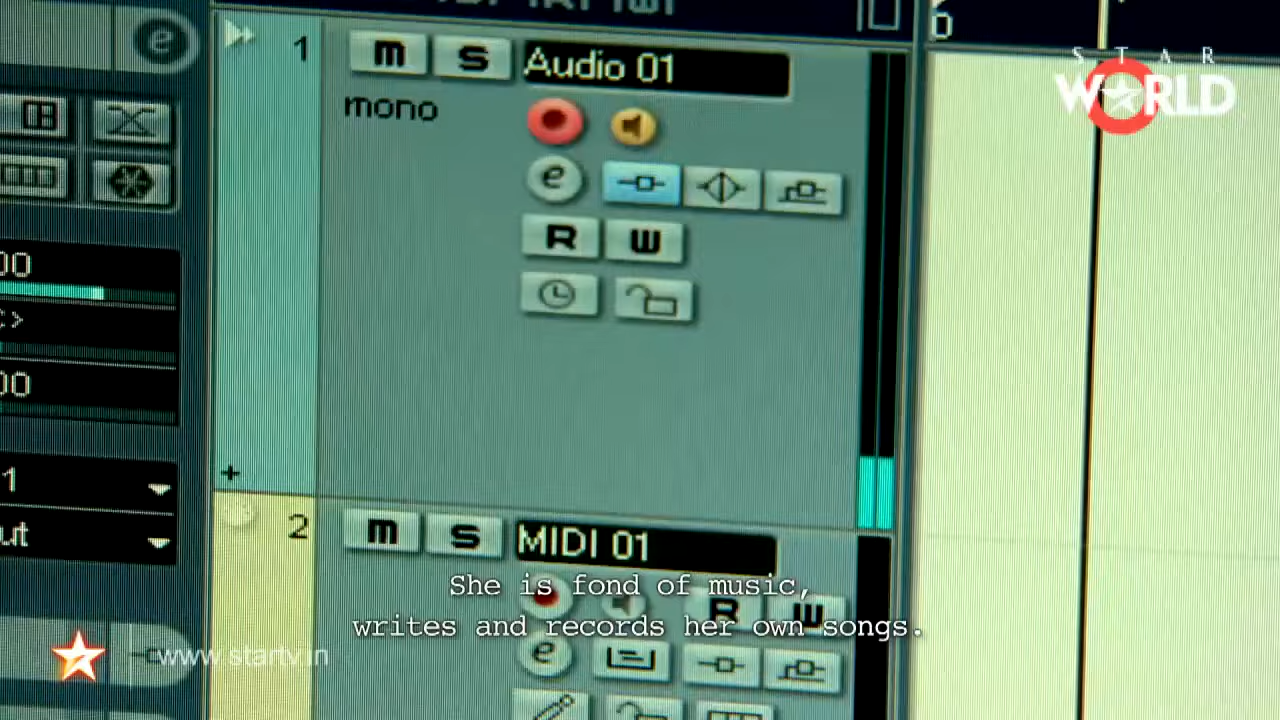 STAR
WORLD
0
1
m S Audio 01
mono
e
e
R W
00
00
1
2
m S MIDI 01
She is fond of music,
R W
writes and records her own songs.
e
www.startv.in